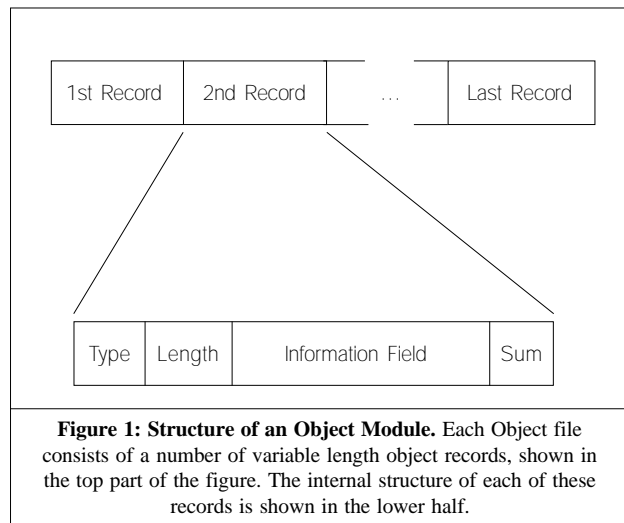 1st Record 2nd Record ... Last Record
Type Length Information Field Sum
Figure 1: Structure of an Object Module. Each Object file
consists of a number of variable length object records, shown in
the top part of the figure. The internal structure of each of these
records is shown in the lower half.